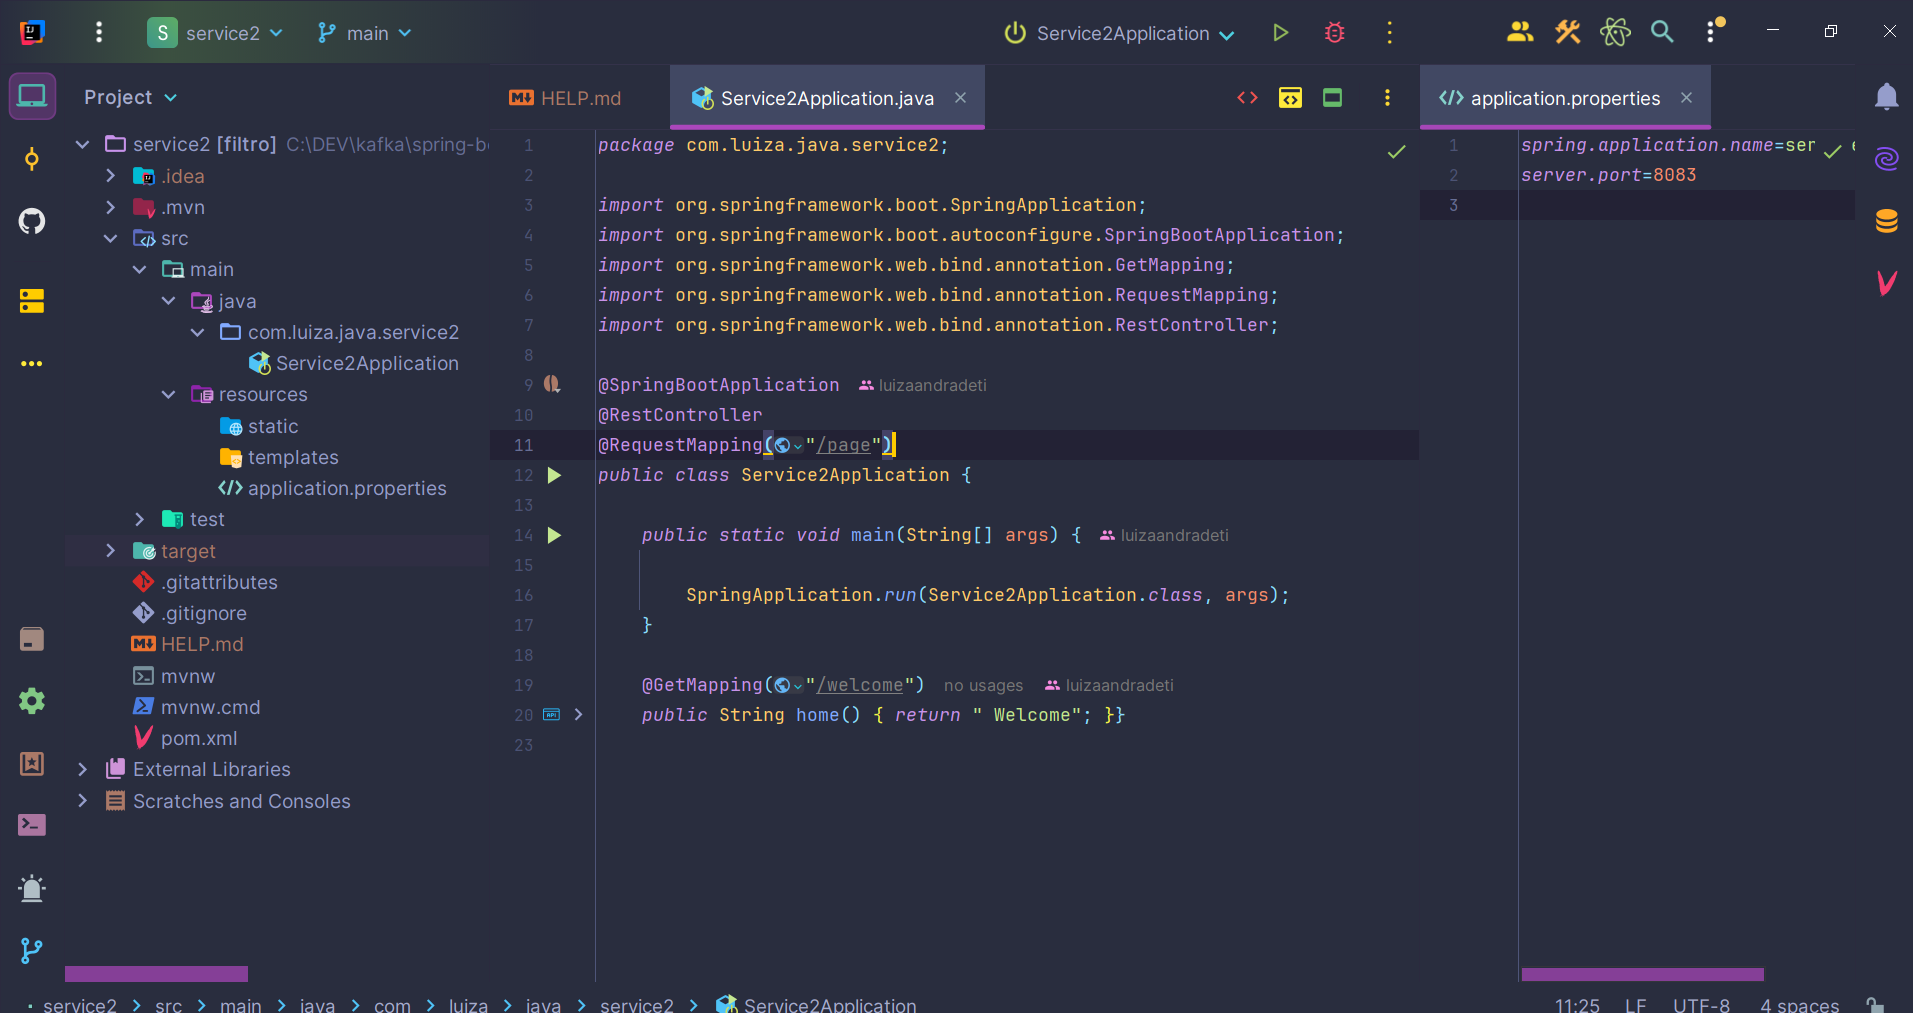 S service2 main Service2Application
Project
service2 [filtro] C:\DEV\kafka\spring-b
.idea
.mvn
src
main
java
com.luiza.java.service2
Service2Application
resources
static
templates
application.properties
test
target
.gitattributes
.gitignore
HELP.md
mvnw
mvnw.cmd
pom.xml
External Libraries
Scratches and Consoles
HELP.md Service2Application.java
1 package com.luiza.java.service2;
2
3 import org.springframework.boot.SpringApplication;
4 import org.springframework.boot.autoconfigure.SpringBootApplication;
5 import org.springframework.web.bind.annotation.GetMapping;
6 import org.springframework.web.bind.annotation.RequestMapping;
7 import org.springframework.web.bind.annotation.RestController;
8
9 @SpringBootApplication luizaandradeti
10 @RestController
11 @RequestMapping("/page")
12 public class Service2Application {
13
14 public static void main(String[] args) { luizaandradeti
15
16 SpringApplication.run(Service2Application.class, args);
17 }
18
19 @GetMapping("/welcome") no usages luizaandradeti
20 public String home() { return " Welcome"; }}
23
application.properties
1 spring.application.name=ser
2 server.port=8083
3
service2 src main java com luiza java service2 Service2Application
11:25 LF UTF-8 4 spaces